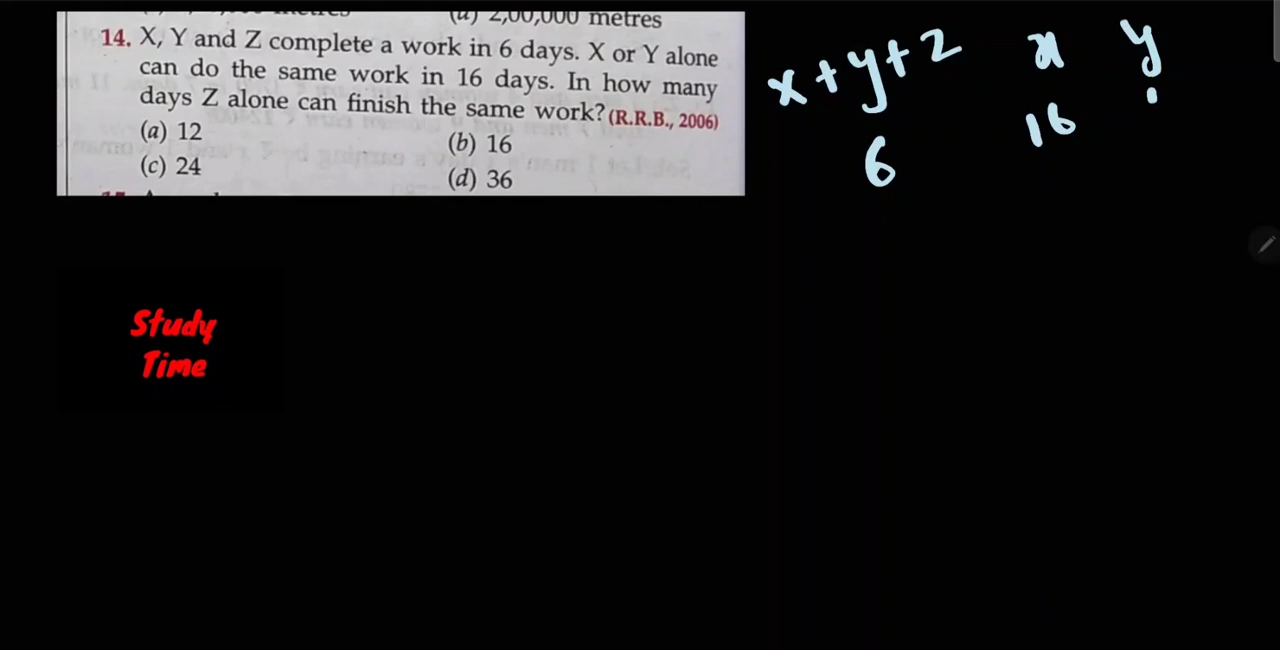 (d) 2,00,000 metres
14. X, Y and Z complete a work in 6 days. X or Y alone
can do the same work in 16 days. In how many
days Z alone can finish the same work? (R.R.B., 2006)
(a) 12
(b) 16
(c) 24
(d) 36
x + y + z x y
6 16
Study
Time